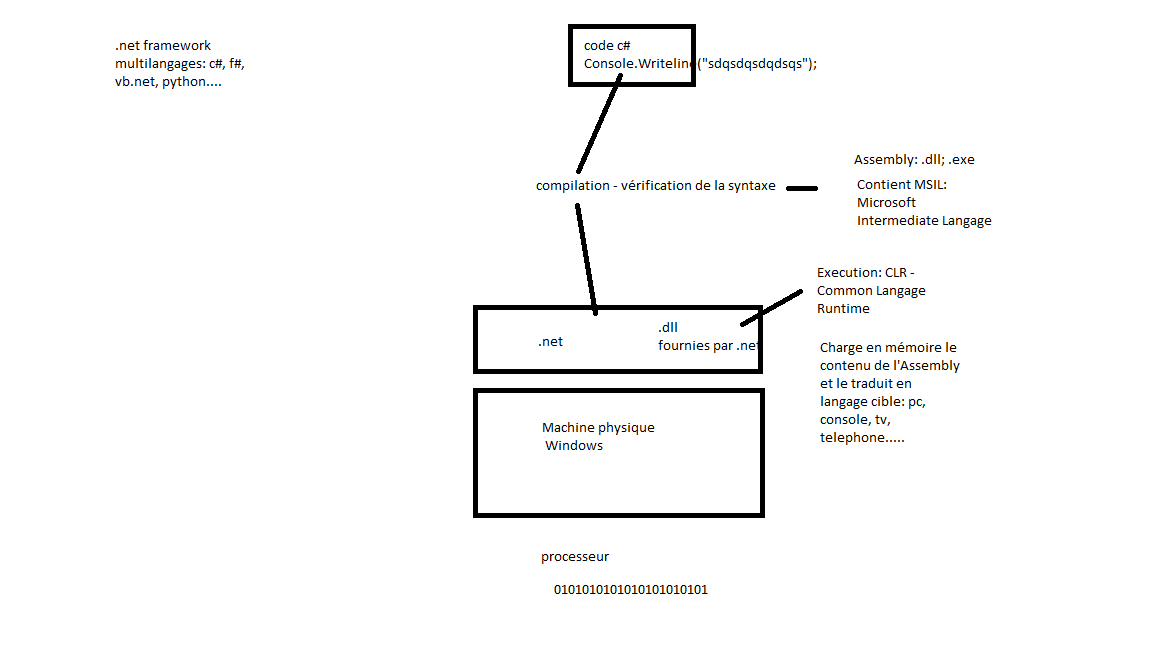 .net framework
multilangages: c#, f#,
vb.net, python....
code c#
Console.Writeline("sdqsdqsdqdsqs");
compilation - vérification de la syntaxe
Assembly: .dll; .exe
Contient MSIL:
Microsoft
Intermediate Langage
Execution: CLR -
Common Langage
Runtime
.net
.dll
fournies par .net
Charge en mémoire le
contenu de l'Assembly
et le traduit en
langage cible: pc,
console, tv,
telephone.....
Machine physique
Windows
processeur
0101010101010101010101